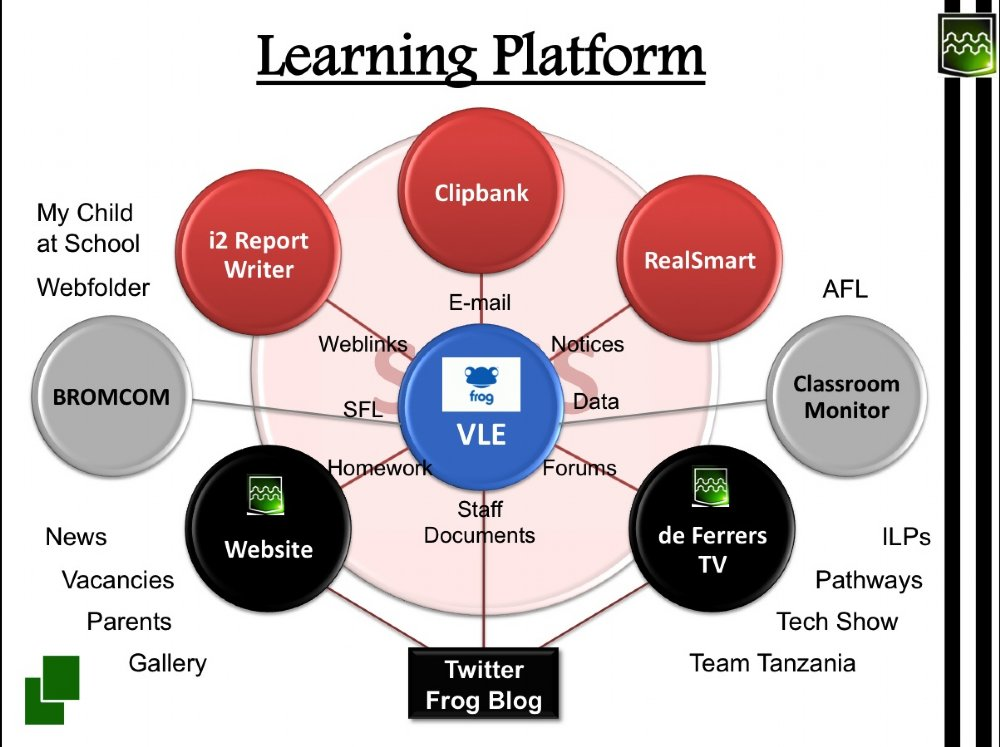 Learning Platform
Clipbank
My Child
at School
i2 Report
Writer
RealSmart
Webfolder
AFL
E-mail
Weblinks
Notices
frog
VLE
BROMCOM
Classroom
Monitor
SFL
Data
Homework
Forums
Staff
Documents
Website
de Ferrers
TV
News
ILPs
Vacancies
Pathways
Parents
Tech Show
Gallery
Team Tanzania
Twitter
Frog Blog